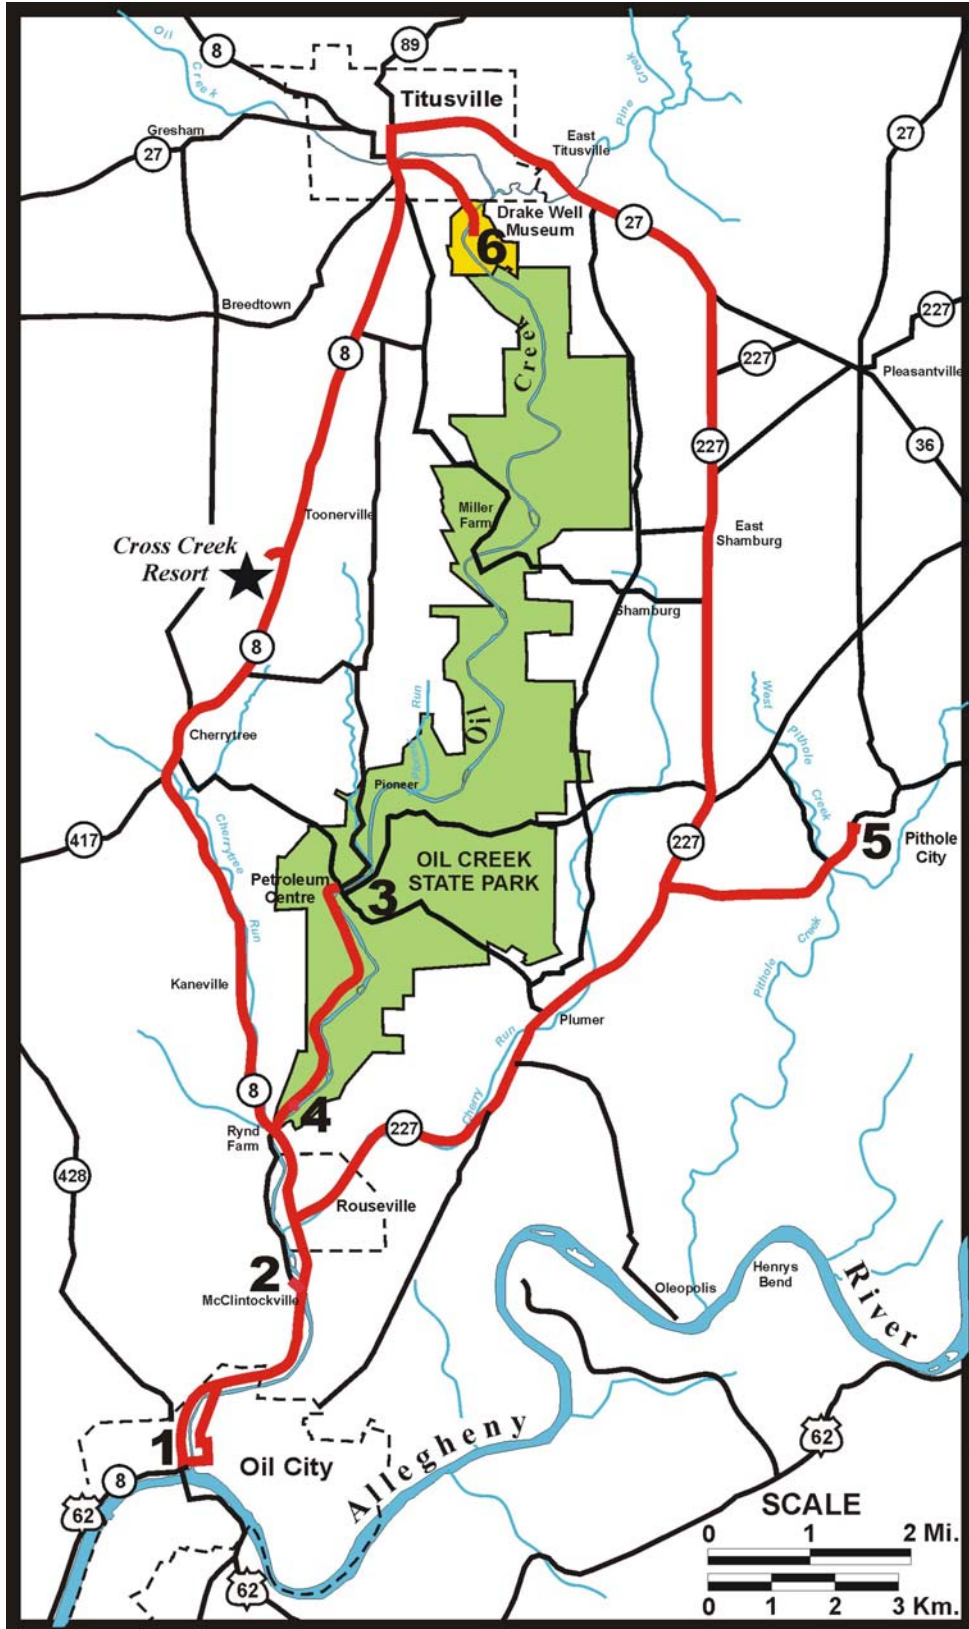 Oil
Creek
8
89
Titusville
Pine
Creek
Gresham
27
East
Titusville
27
Drake Well
Museum
27
6
Breedtown
227
8
Creek
227
Pleasantville
227
36
Miller
Farm
Toonerville
East
Shamburg
Cross Creek
Resort
Shamburg
8
Run
West
Oil
Pithole
Cherrytree
Pioneer
Pioneer
Creek
417
Cherrytree
227
5
Pithole
City
OIL CREEK
STATE PARK
Petroleum
Centre
3
Run
Creek
Pithole
Kaneville
Plumer
Run
8
Cherry
4
227
Rynd
Farm
428
Rouseville
2
McClintockville
Oleopolis
Henrys
Bend
River
1
Allegheny
62
Oil City
8
62
SCALE
0 1 2 Mi.
62
0 1 2 3 Km.